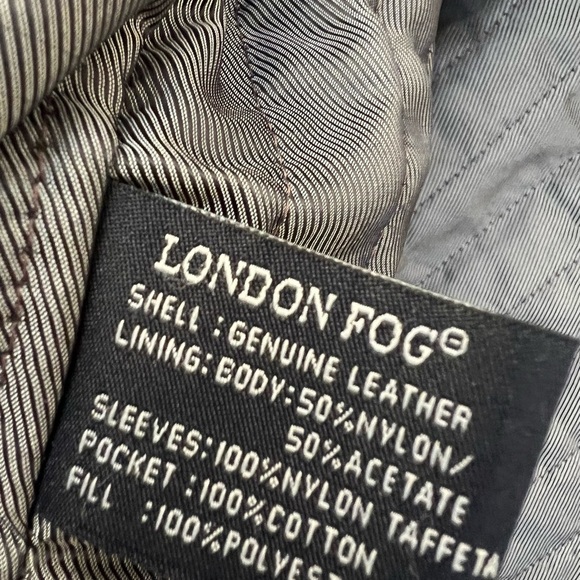 LONDON FOG®
SHELL : GENUINE LEATHER
LINING: BODY: 50% NYLON/
50% ACETATE
SLEEVES: 100% NYLON TAFFETA
POCKET : 100% COTTON
FILL : 100% POLYEST